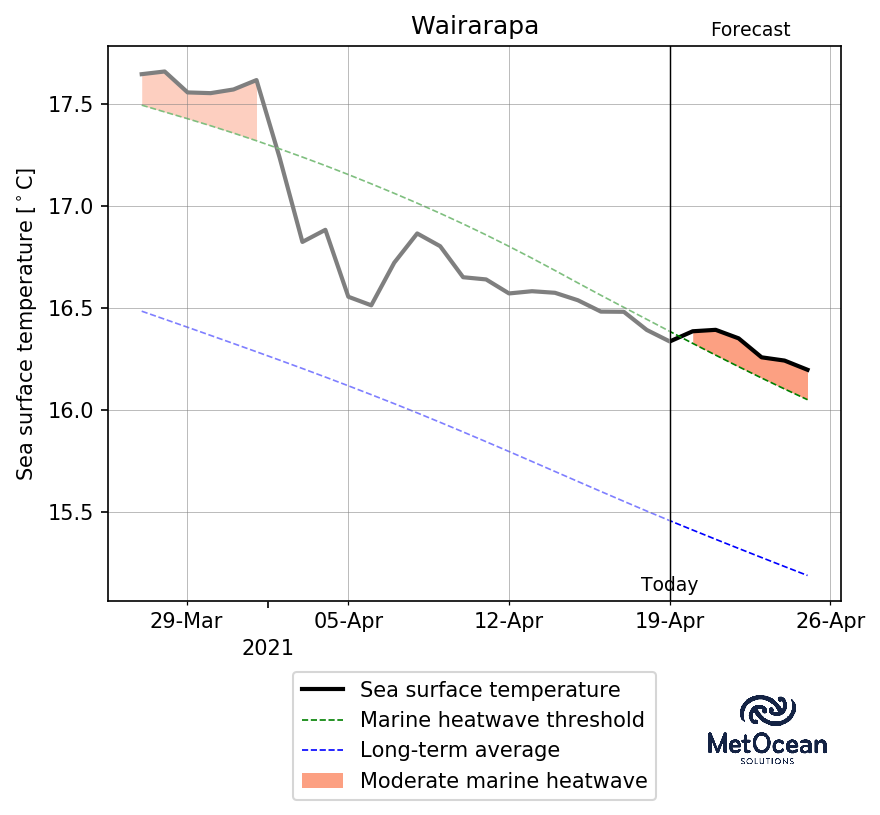 Wairarapa
Forecast
Sea surface temperature [°C]
17.5
17.0
16.5
16.0
15.5
Today
29-Mar 05-Apr 12-Apr 19-Apr 26-Apr
2021
Sea surface temperature
Marine heatwave threshold
Long-term average
Moderate marine heatwave
MetOcean
SOLUTIONS